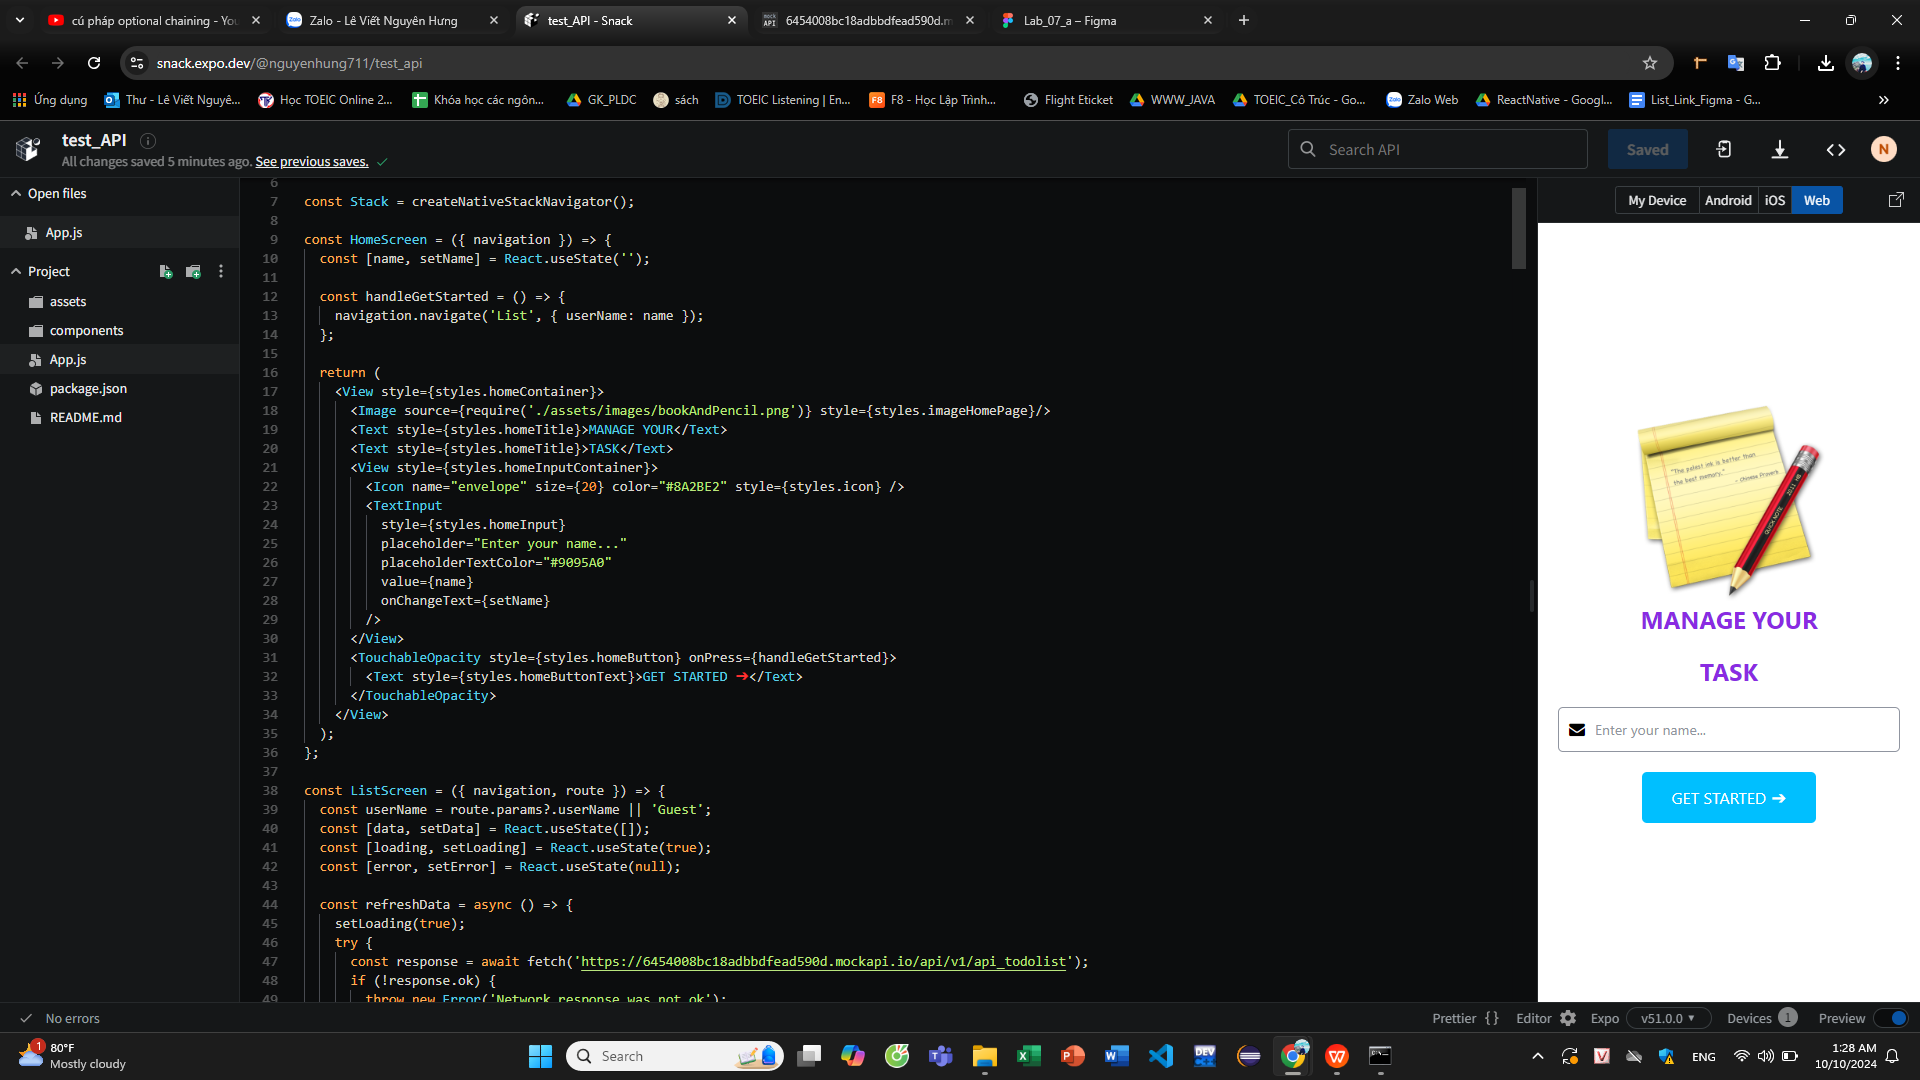 cú pháp optional chaining - You
Zalo - Lê Viết Nguyên Hưng
test_API - Snack
6454008bc18adbbdfead590d.m
Lab_07_a – Figma
snack.expo.dev/@nguyenhung711/test_api
Ứng dụng
Thư - Lê Viết Nguyê...
Học TOEIC Online 2...
Khóa học các ngôn...
GK_PLDC
sách
TOEIC Listening | En...
F8 - Học Lập Trình...
Flight Eticket
WWW_JAVA
TOEIC_Cô Trúc - Go...
Zalo Web
ReactNative - Googl...
List_Link_Figma - G...
test_API
All changes saved 5 minutes ago. See previous saves.
Search API
Saved
N
Open files
App.js
Project
assets
components
App.js
package.json
README.md
6
7 const Stack = createNativeStackNavigator();
8
9 const HomeScreen = ({ navigation }) => {
10 const [name, setName] = React.useState('');
11
12 const handleGetStarted = () => {
13 navigation.navigate('List', { userName: name });
14 };
15
16 return (
17 <View style={styles.homeContainer}>
18 <Image source={require('./assets/images/bookAndPencil.png')} style={styles.imageHomePage}/>
19 <Text style={styles.homeTitle}>MANAGE YOUR</Text>
20 <Text style={styles.homeTitle}>TASK</Text>
21 <View style={styles.homeInputContainer}>
22 <Icon name="envelope" size={20} color="#8A2BE2" style={styles.icon} />
23 <TextInput
24 style={styles.homeInput}
25 placeholder="Enter your name..."
26 placeholderTextColor="#9095A0"
27 value={name}
28 onChangeText={setName}
29 />
30 </View>
31 <TouchableOpacity style={styles.homeButton} onPress={handleGetStarted}>
32 <Text style={styles.homeButtonText}>GET STARTED ➔</Text>
33 </TouchableOpacity>
34 </View>
35 );
36 };
37
38 const ListScreen = ({ navigation, route }) => {
39 const userName = route.params?.userName || 'Guest';
40 const [data, setData] = React.useState([]);
41 const [loading, setLoading] = React.useState(true);
42 const [error, setError] = React.useState(null);
43
44 const refreshData = async () => {
45 setLoading(true);
46 try {
47 const response = await fetch('https://6454008bc18adbbdfead590d.mockapi.io/api/v1/api_todolist');
48 if (!response.ok) {
49 throw new Error('Network response was not ok');
My Device
Android
iOS
Web
"The palest ink is better than
the best memory."
- Chinese Proverb
MANAGE YOUR
TASK
Enter your name...
GET STARTED ➔
No errors
Prettier { }
Editor
Expo
v51.0.0
Devices 1
Preview
1
80°F
Mostly cloudy
Search
ENG
1:28 AM
10/10/2024